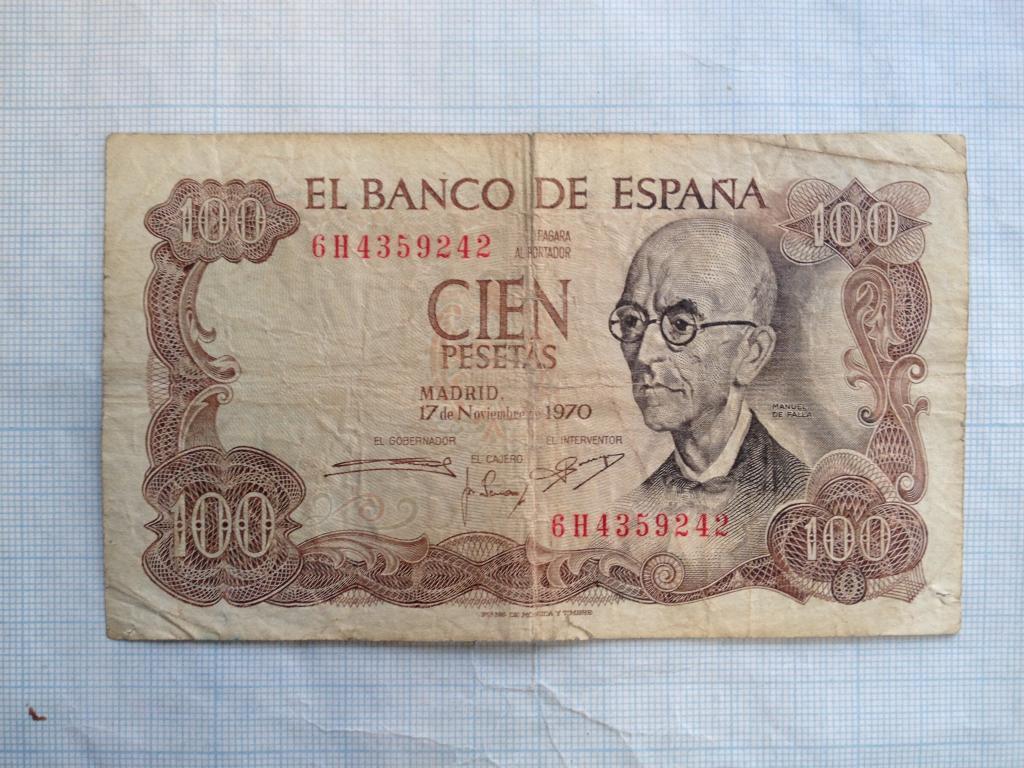 EL BANCO DE ESPAÑA
100
100
6H4359242
PAGARA
AL PORTADOR
CIEN
PESETAS
MADRID,
17 de Noviembre de 1970
MANUEL
DE FALLA
EL GOBERNADOR
EL INTERVENTOR
EL CAJERO
6H4359242
100
100